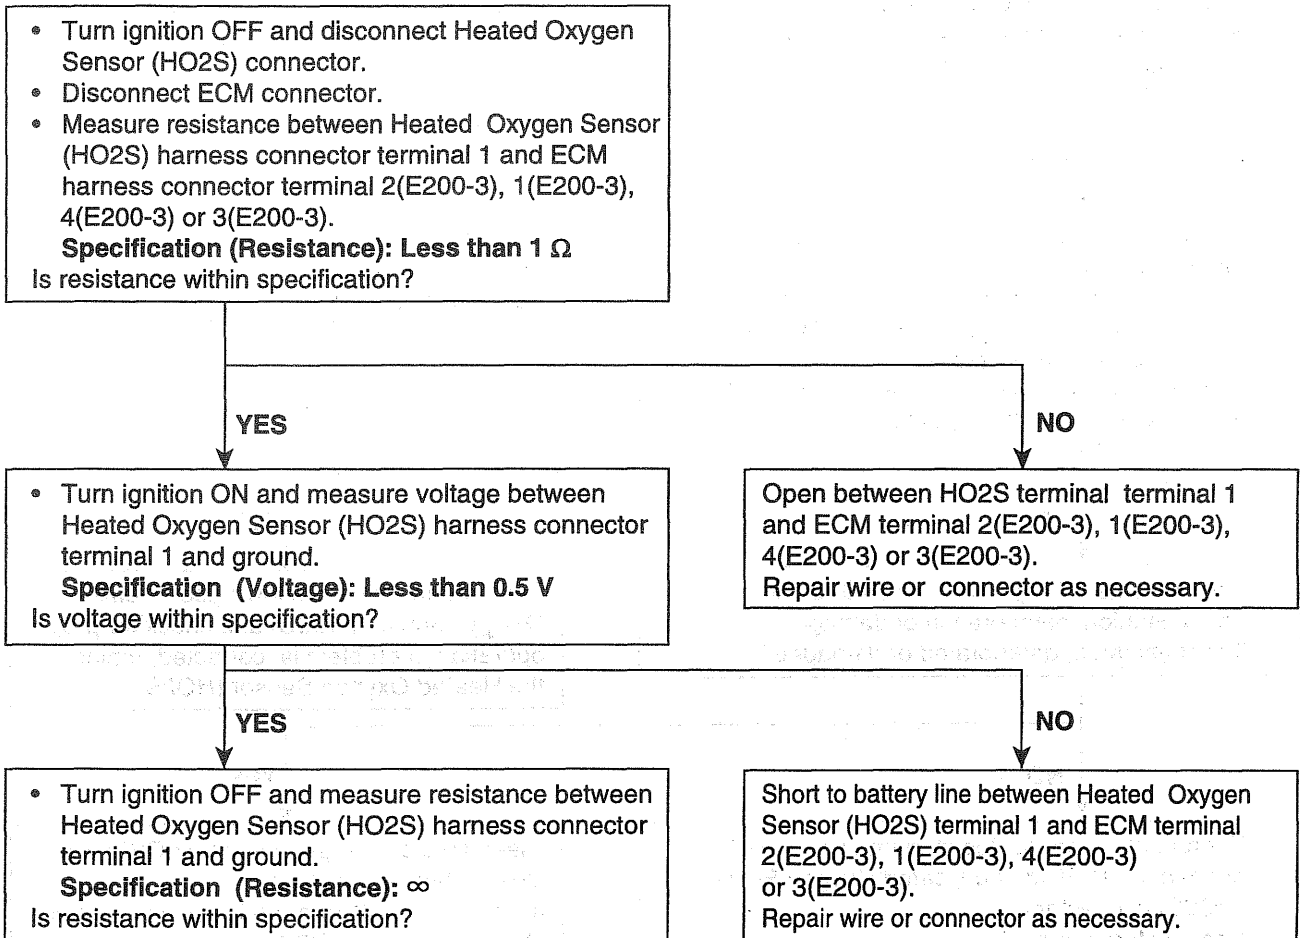 • Turn ignition OFF and disconnect Heated Oxygen
Sensor (HO2S) connector.
• Disconnect ECM connector.
• Measure resistance between Heated Oxygen Sensor
(HO2S) harness connector terminal 1 and ECM
harness connector terminal 2(E200-3), 1(E200-3),
4(E200-3) or 3(E200-3).
Specification (Resistance): Less than 1 Ω
Is resistance within specification?
YES
NO
• Turn ignition ON and measure voltage between
Heated Oxygen Sensor (HO2S) harness connector
terminal 1 and ground.
Specification (Voltage): Less than 0.5 V
Is voltage within specification?
Open between HO2S terminal terminal 1
and ECM terminal 2(E200-3), 1(E200-3),
4(E200-3) or 3(E200-3).
Repair wire or connector as necessary.
YES
NO
• Turn ignition OFF and measure resistance between
Heated Oxygen Sensor (HO2S) harness connector
terminal 1 and ground.
Specification (Resistance): ∞
Is resistance within specification?
Short to battery line between Heated Oxygen
Sensor (HO2S) terminal 1 and ECM terminal
2(E200-3), 1(E200-3), 4(E200-3)
or 3(E200-3).
Repair wire or connector as necessary.